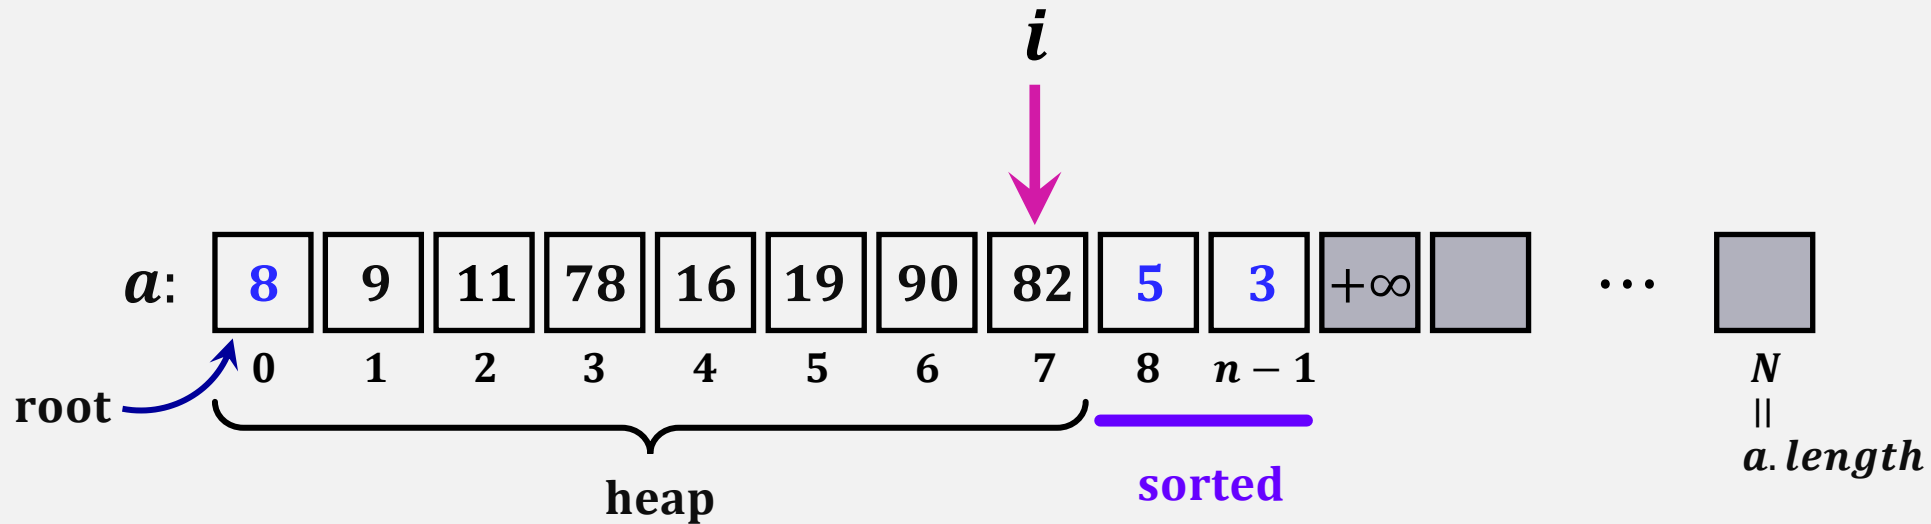 i
a: 8 9 11 78 16 19 90 82 5 3 +∞ ⋯
0 1 2 3 4 5 6 7 8 n − 1 N
root
=
a.length
heap
sorted